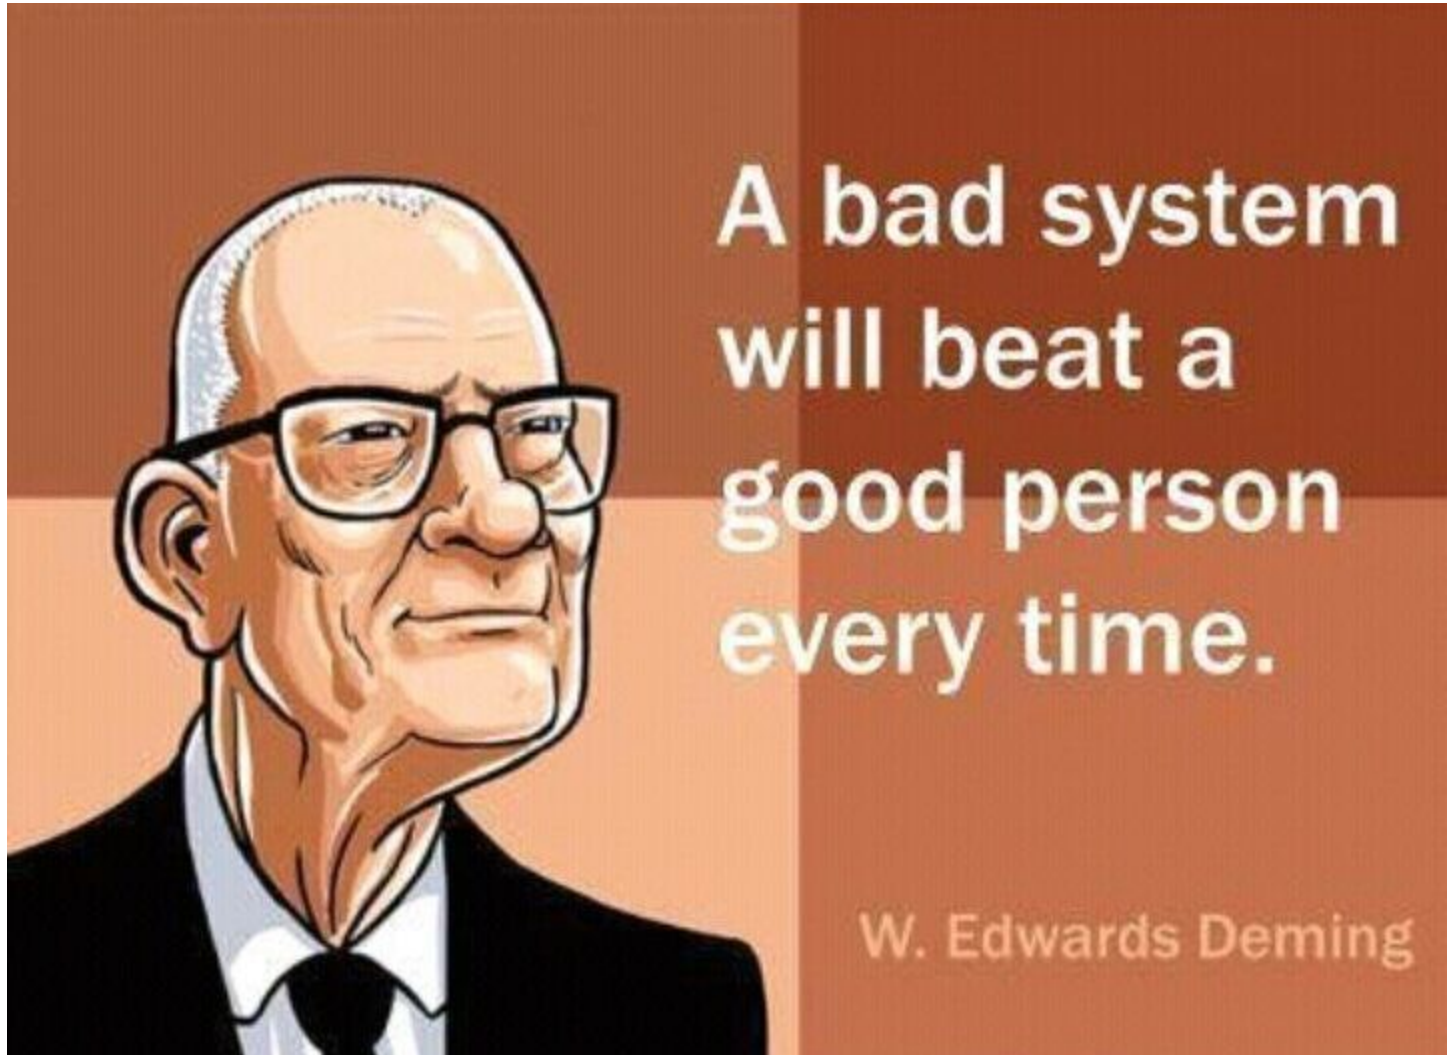 A bad system
will beat a
good person
every time.
W. Edwards Deming